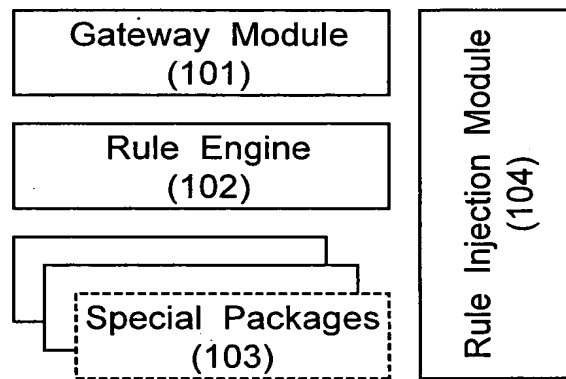 Gateway Module
(101)
Rule Engine
(102)
Special Packages
(103)
Rule Injection Module
(104)